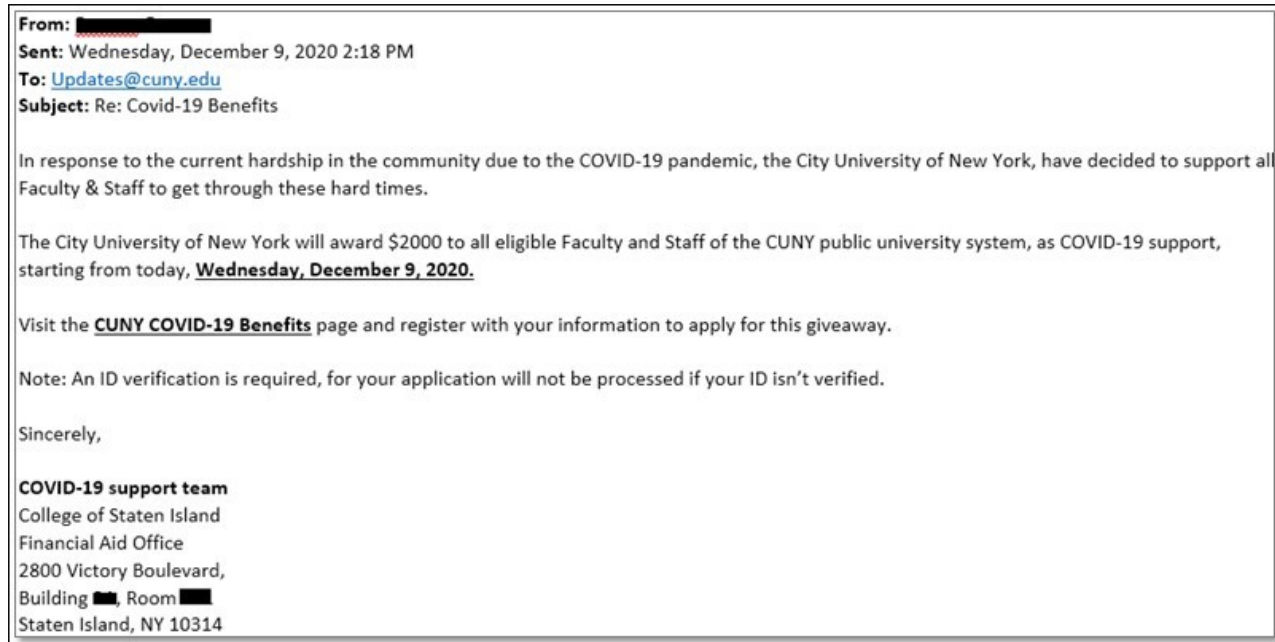 From:
Sent: Wednesday, December 9, 2020 2:18 PM
To: Updates@cuny.edu
Subject: Re: Covid-19 Benefits
In response to the current hardship in the community due to the COVID-19 pandemic, the City University of New York, have decided to support all
Faculty & Staff to get through these hard times.
The City University of New York will award $2000 to all eligible Faculty and Staff of the CUNY public university system, as COVID-19 support,
starting from today, Wednesday, December 9, 2020.
Visit the CUNY COVID-19 Benefits page and register with your information to apply for this giveaway.
Note: An ID verification is required, for your application will not be processed if your ID isn't verified.
Sincerely,
COVID-19 support team
College of Staten Island
Financial Aid Office
2800 Victory Boulevard,
Building , Room
Staten Island, NY 10314